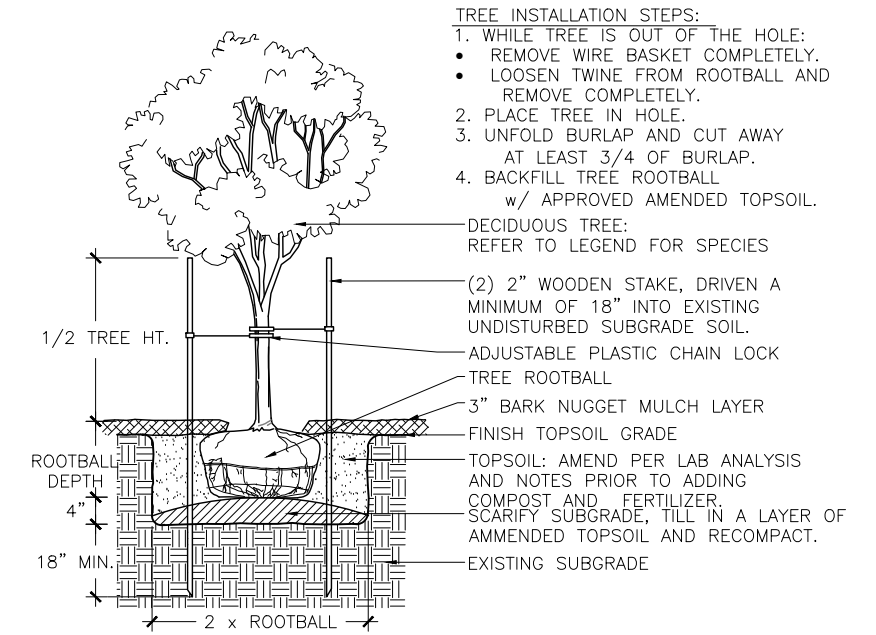 TREE INSTALLATION STEPS:
1. WHILE TREE IS OUT OF THE HOLE:
• REMOVE WIRE BASKET COMPLETELY.
• LOOSEN TWINE FROM ROOTBALL AND
REMOVE COMPLETELY.
2. PLACE TREE IN HOLE.
3. UNFOLD BURLAP AND CUT AWAY
AT LEAST 3/4 OF BURLAP.
4. BACKFILL TREE ROOTBALL
w/ APPROVED AMENDED TOPSOIL.
DECIDUOUS TREE:
REFER TO LEGEND FOR SPECIES
(2) 2" WOODEN STAKE, DRIVEN A
MINIMUM OF 18" INTO EXISTING
UNDISTURBED SUBGRADE SOIL.
ADJUSTABLE PLASTIC CHAIN LOCK
TREE ROOTBALL
3" BARK NUGGET MULCH LAYER
FINISH TOPSOIL GRADE
TOPSOIL: AMEND PER LAB ANALYSIS
AND NOTES PRIOR TO ADDING
COMPOST AND FERTILIZER.
SCARIFY SUBGRADE, TILL IN A LAYER OF
AMMENDED TOPSOIL AND RECOMPACT.
EXISTING SUBGRADE
1/2 TREE HT.
ROOTBALL
DEPTH
4"
18" MIN.
2 x ROOTBALL